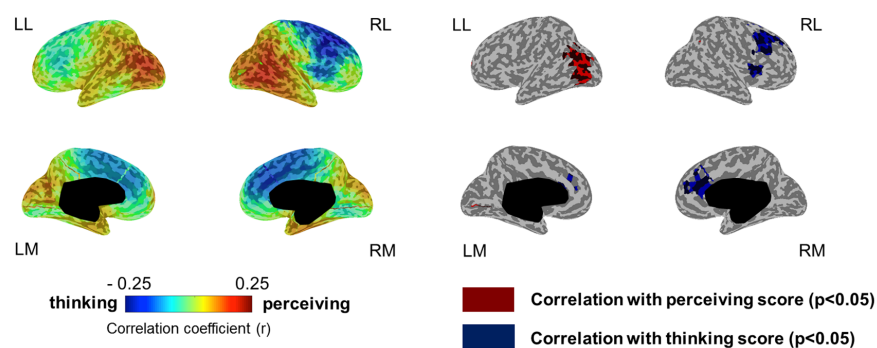 LL RL LL RL
LM RM LM RM
- 0.25 0.25
thinking perceiving
Correlation coefficient (r)
Correlation with perceiving score (p<0.05)
Correlation with thinking score (p<0.05)